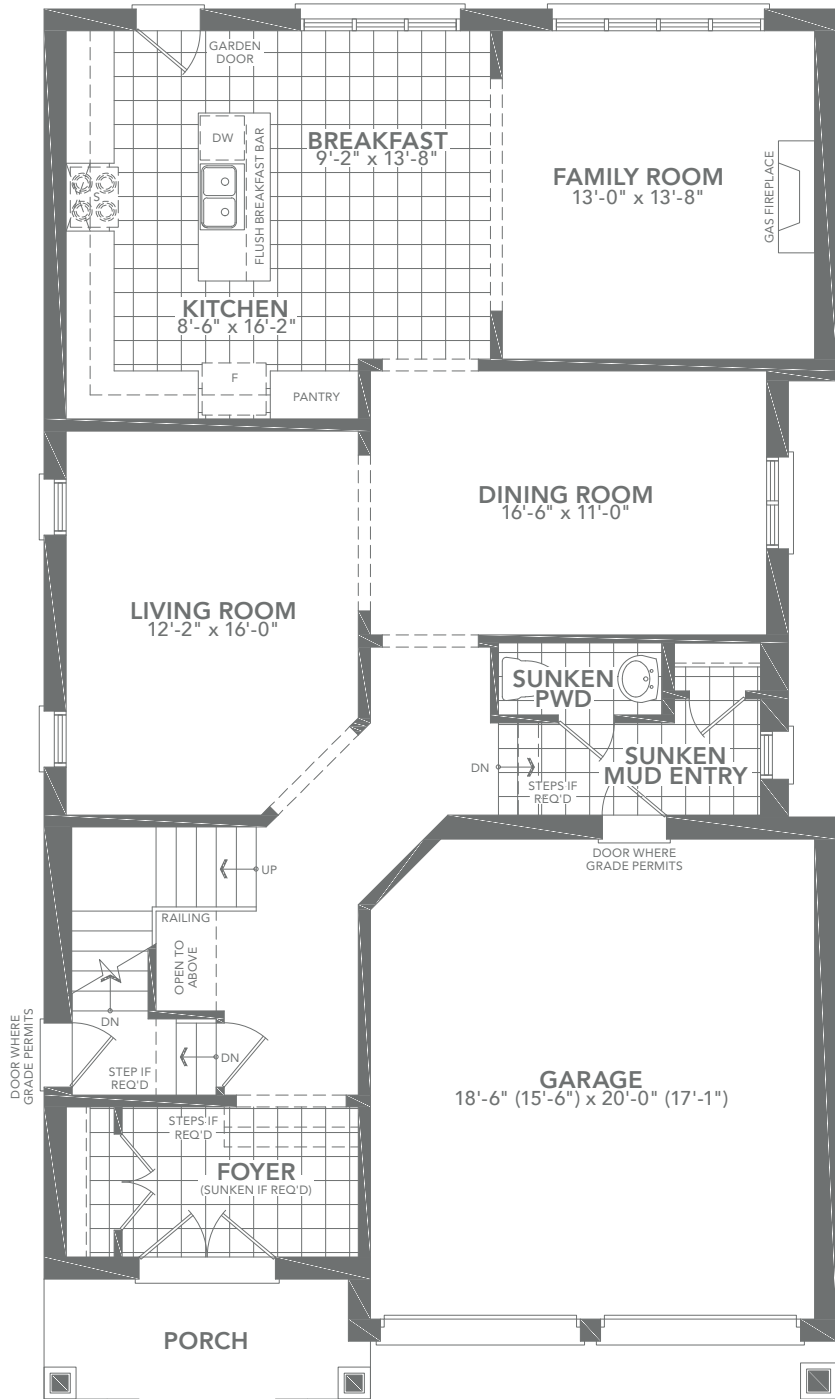 GARDEN
DOOR
DW
FLUSH BREAKFAST BAR
BREAKFAST
9'-2" x 13'-8"
FAMILY ROOM
13'-0" x 13'-8"
GAS FIREPLACE
S
KITCHEN
8'-6" x 16'-2"
F
PANTRY
DINING ROOM
16'-6" x 11'-0"
LIVING ROOM
12'-2" x 16'-0"
SUNKEN
PWD
SUNKEN
MUD ENTRY
DN
STEPS IF
REQ'D
DOOR WHERE
GRADE PERMITS
UP
RAILING
OPEN TO
ABOVE
DN
DN
DOOR WHERE
GRADE PERMITS
STEP IF
REQ'D
GARAGE
18'-6" (15'-6") x 20'-0" (17'-1")
STEPS IF
REQ'D
FOYER
(SUNKEN IF REQ'D)
PORCH